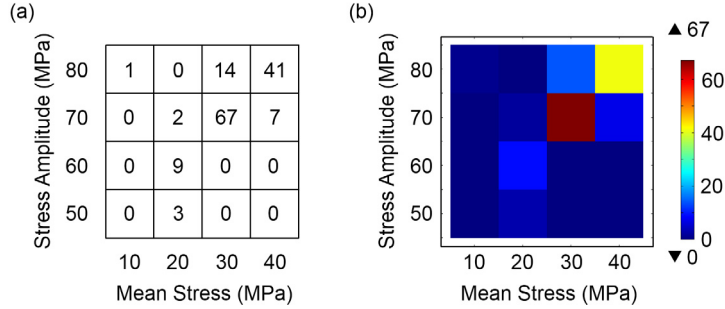 (a)
Stress Amplitude (MPa)
80 1 0 14 41
70 0 2 67 7
60 0 9 0 0
50 0 3 0 0
10 20 30 40
Mean Stress (MPa)
(b)
Stress Amplitude (MPa)
80
70
60
50
10 20 30 40
Mean Stress (MPa)
▲ 67
60
40
20
0
▼ 0